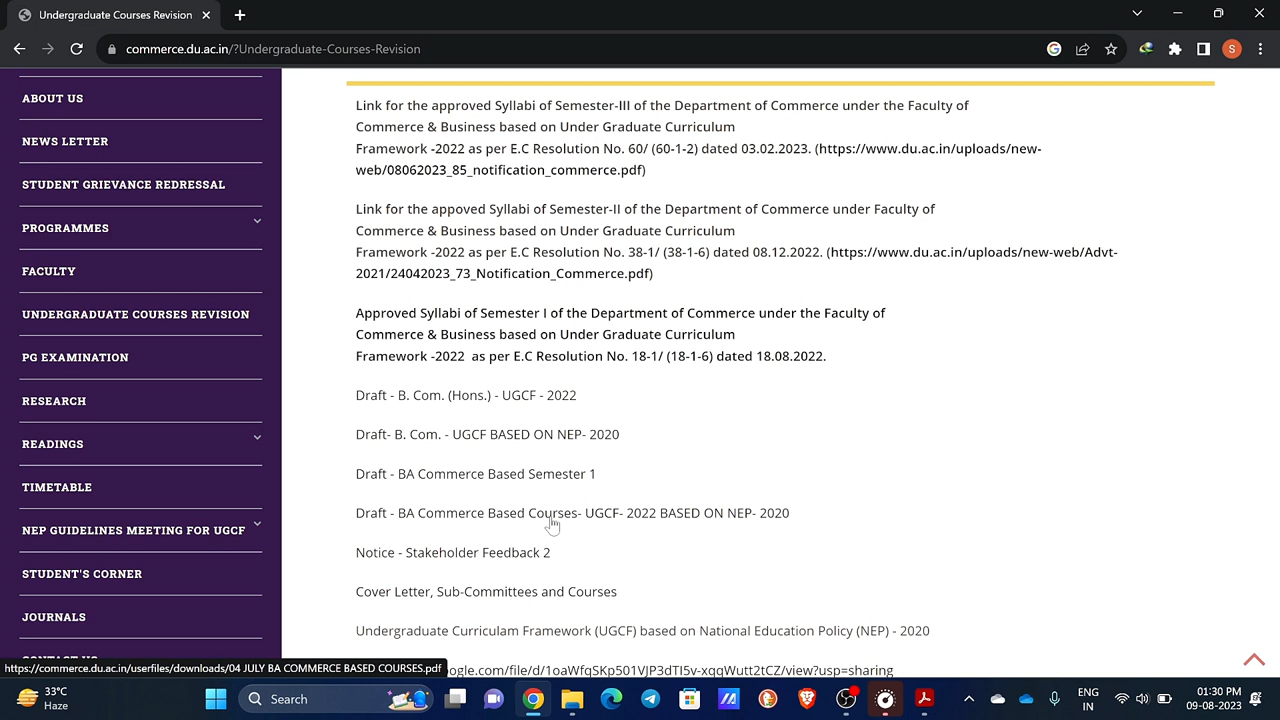 Undergraduate Courses Revision
commerce.du.ac.in/?Undergraduate-Courses-Revision
S
ABOUT US
NEWS LETTER
STUDENT GRIEVANCE REDRESSAL
PROGRAMMES
FACULTY
UNDERGRADUATE COURSES REVISION
PG EXAMINATION
RESEARCH
READINGS
TIMETABLE
NEP GUIDELINES MEETING FOR UGCF
STUDENT'S CORNER
JOURNALS
Link for the approved Syllabi of Semester-III of the Department of Commerce under the Faculty of
Commerce & Business based on Under Graduate Curriculum
Framework -2022 as per E.C Resolution No. 60/ (60-1-2) dated 03.02.2023. (https://www.du.ac.in/uploads/new-
web/08062023_85_notification_commerce.pdf)
Link for the appoved Syllabi of Semester-II of the Department of Commerce under Faculty of
Commerce & Business based on Under Graduate Curriculum
Framework -2022 as per E.C Resolution No. 38-1/ (38-1-6) dated 08.12.2022. (https://www.du.ac.in/uploads/new-web/Advt-
2021/24042023_73_Notification_Commerce.pdf)
Approved Syllabi of Semester I of the Department of Commerce under the Faculty of
Commerce & Business based on Under Graduate Curriculum
Framework -2022 as per E.C Resolution No. 18-1/ (18-1-6) dated 18.08.2022.
Draft - B. Com. (Hons.) - UGCF - 2022
Draft- B. Com. - UGCF BASED ON NEP- 2020
Draft - BA Commerce Based Semester 1
Draft - BA Commerce Based Courses- UGCF- 2022 BASED ON NEP- 2020
Notice - Stakeholder Feedback 2
Cover Letter, Sub-Committees and Courses
Undergraduate Curriculam Framework (UGCF) based on National Education Policy (NEP) - 2020
ogle.com/file/d/1oaWfqSKp501VJP3dTI5v-xqqWutt2tCZ/view?usp=sharing
https://commerce.du.ac.in/userfiles/downloads/04 JULY BA COMMERCE BASED COURSES.pdf
33°C
Haze
Search
ENG
IN
01:30 PM
09-08-2023